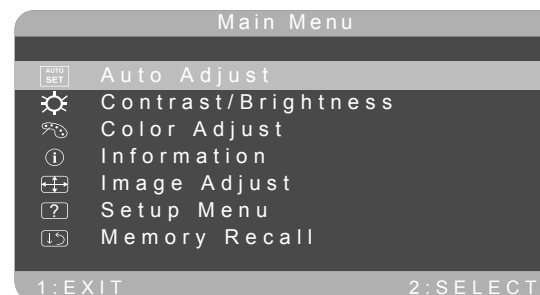 Main Menu
AUTO SET Auto Adjust
Contrast/Brightness
Color Adjust
i Information
Image Adjust
? Setup Menu
Memory Recall
1:EXIT 2:SELECT